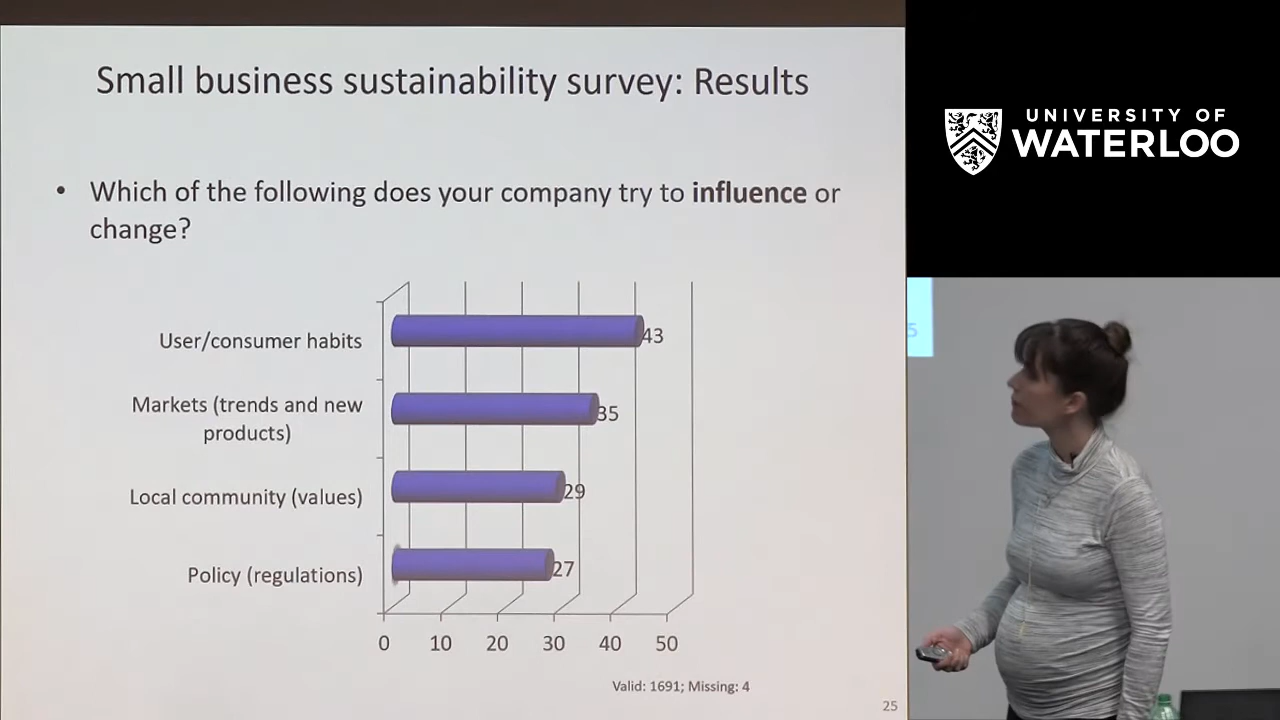 Small business sustainability survey: Results
UNIVERSITY OF
WATERLOO
• Which of the following does your company try to influence or
change?
User/consumer habits
43
Markets (trends and new
products)
35
Local community (values)
29
Policy (regulations)
27
0 10 20 30 40 50
Valid: 1691; Missing: 4
25
5